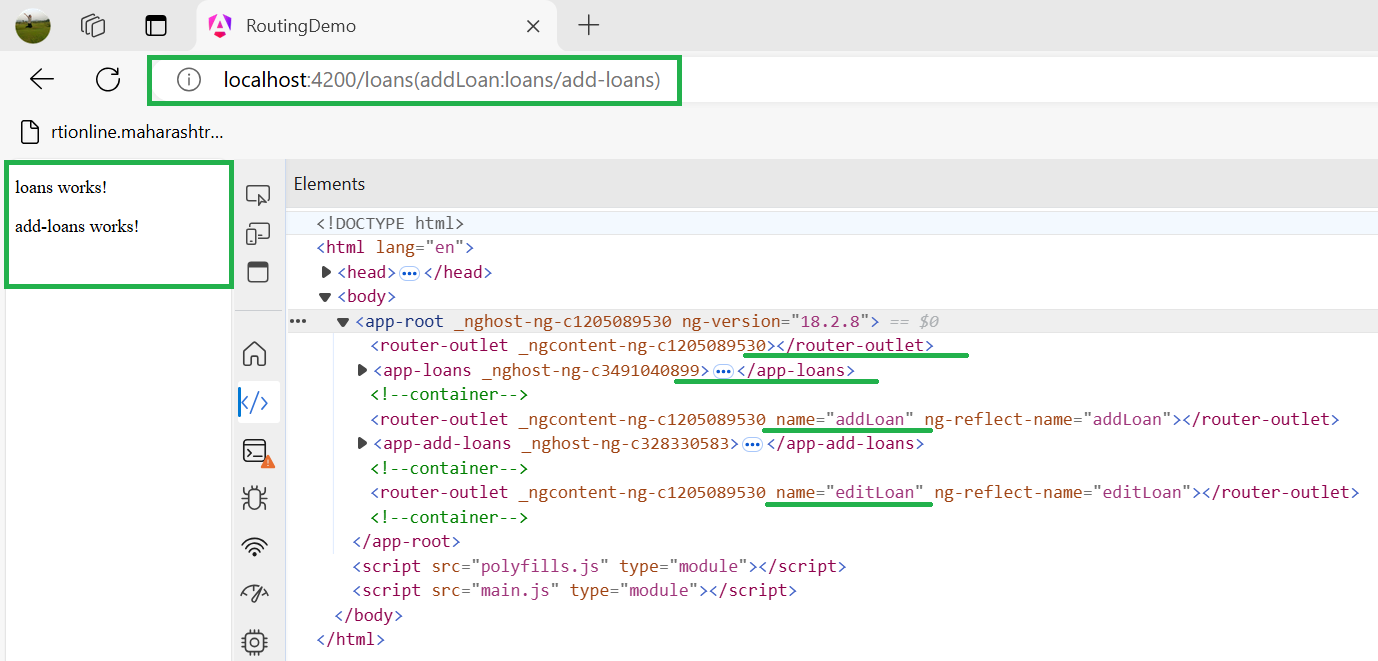 RoutingDemo
localhost:4200/loans(addLoan:loans/add-loans)
rtionline.maharashtr...
loans works!
add-loans works!
Elements
<!DOCTYPE html>
<html lang="en">
<head>…</head>
<body>
<app-root _nghost-ng-c1205089530 ng-version="18.2.8"> == $0
<router-outlet _ngcontent-ng-c1205089530></router-outlet>
<app-loans _nghost-ng-c3491040899>…</app-loans>
<!--container-->
<router-outlet _ngcontent-ng-c1205089530 name="addLoan" ng-reflect-name="addLoan"></router-outlet>
<app-add-loans _nghost-ng-c328330583>…</app-add-loans>
<!--container-->
<router-outlet _ngcontent-ng-c1205089530 name="editLoan" ng-reflect-name="editLoan"></router-outlet>
<!--container-->
</app-root>
<script src="polyfills.js" type="module"></script>
<script src="main.js" type="module"></script>
</body>
</html>